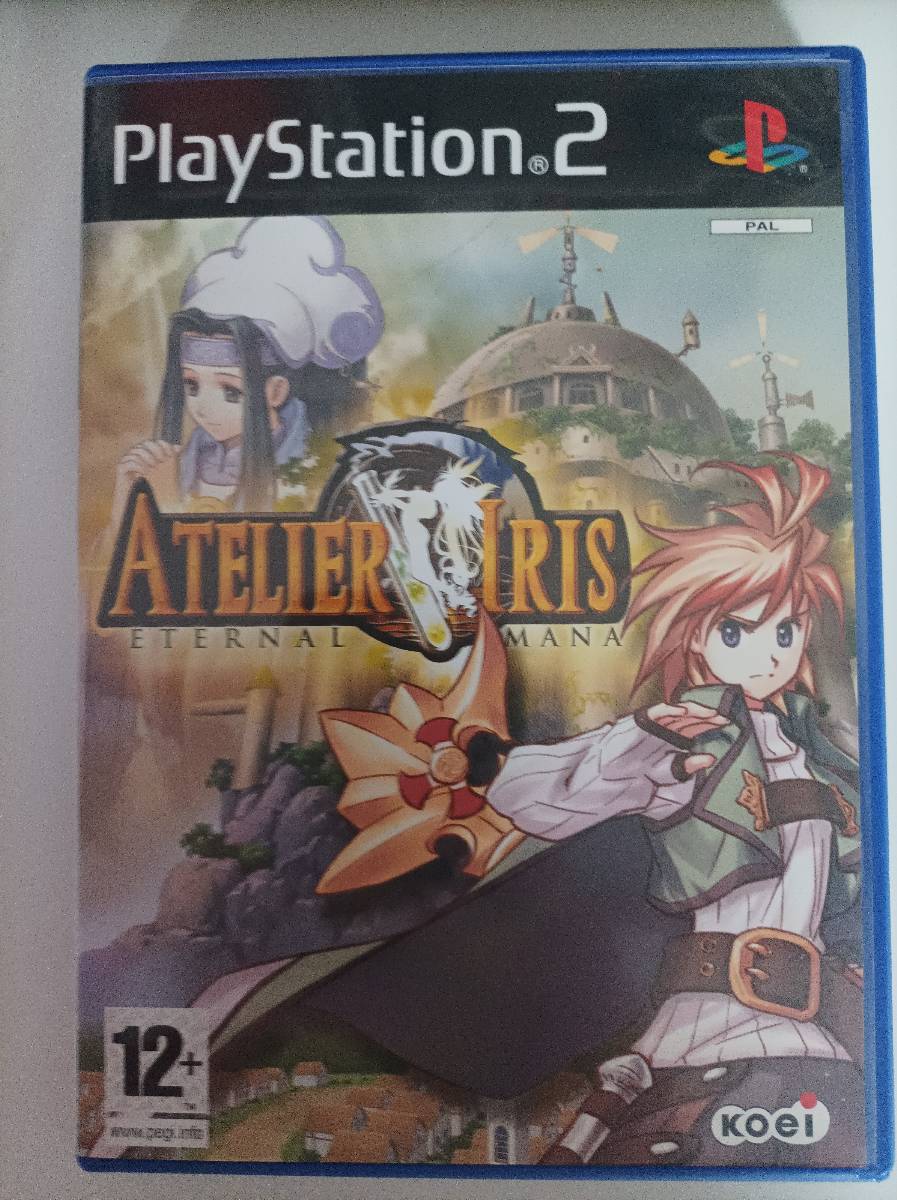 PlayStation®2
PAL
ATELIER IRIS
ETERNAL MANA
12+
www.pegi.info
KOEI